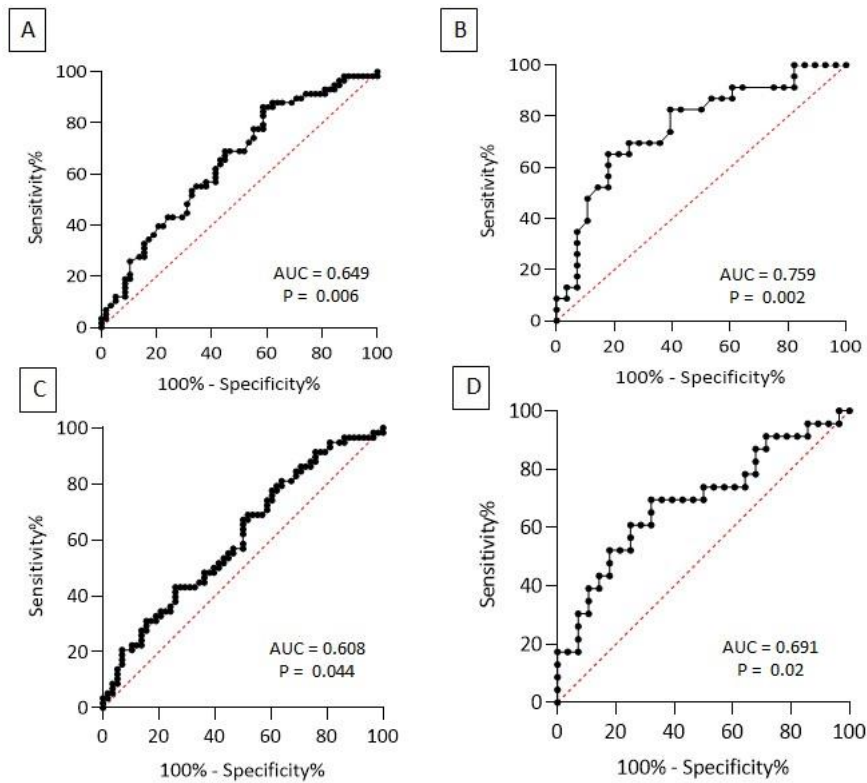 A
100
80
60
40
20
0
Sensitivity%
AUC = 0.649
P = 0.006
0 20 40 60 80 100
100% - Specificity%
B
100
80
60
40
20
0
Sensitivity%
AUC = 0.759
P = 0.002
0 20 40 60 80 100
100% - Specificity%
C
100
80
60
40
20
0
Sensitivity%
AUC = 0.608
P = 0.044
0 20 40 60 80 100
100% - Specificity%
D
100
80
60
40
20
0
Sensitivity%
AUC = 0.691
P = 0.02
0 20 40 60 80 100
100% - Specificity%